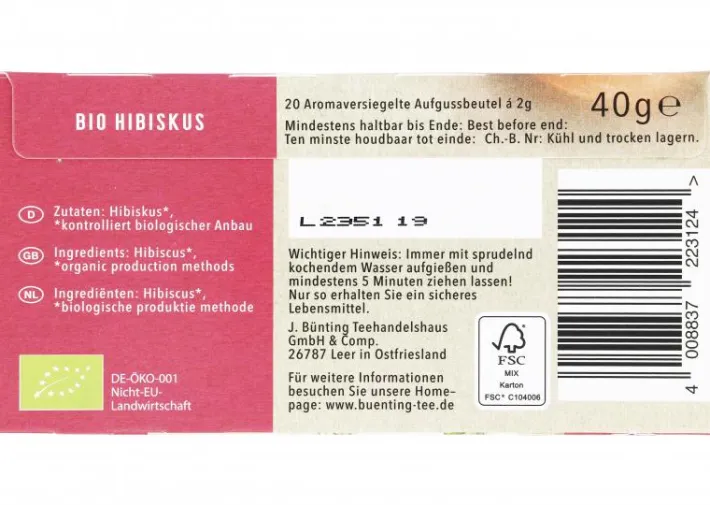 BIO HIBISKUS
20 Aromaversiegelte Aufgussbeutel á 2g
40g℮
Mindestens haltbar bis Ende: Best before end:
Ten minste houdbaar tot einde: Ch.-B. Nr: Kühl und trocken lagern.
L2351 19
D Zutaten: Hibiskus*,
*kontrolliert biologischer Anbau
GB Ingredients: Hibiscus*,
*organic production methods
NL Ingrediënten: Hibiscus*,
*biologische produktie methode
DE-ÖKO-001
Nicht-EU-
Landwirtschaft
Wichtiger Hinweis: Immer mit sprudelnd
kochendem Wasser aufgießen und
mindestens 5 Minuten ziehen lassen!
Nur so erhalten Sie ein sicheres
Lebensmittel.
J. Bünting Teehandelshaus
GmbH & Comp.
26787 Leer in Ostfriesland
Für weitere Informationen
besuchen Sie unsere Home-
page: www.buenting-tee.de
FSC
MIX
Karton
FSC® C104006
4 008837 223124 >